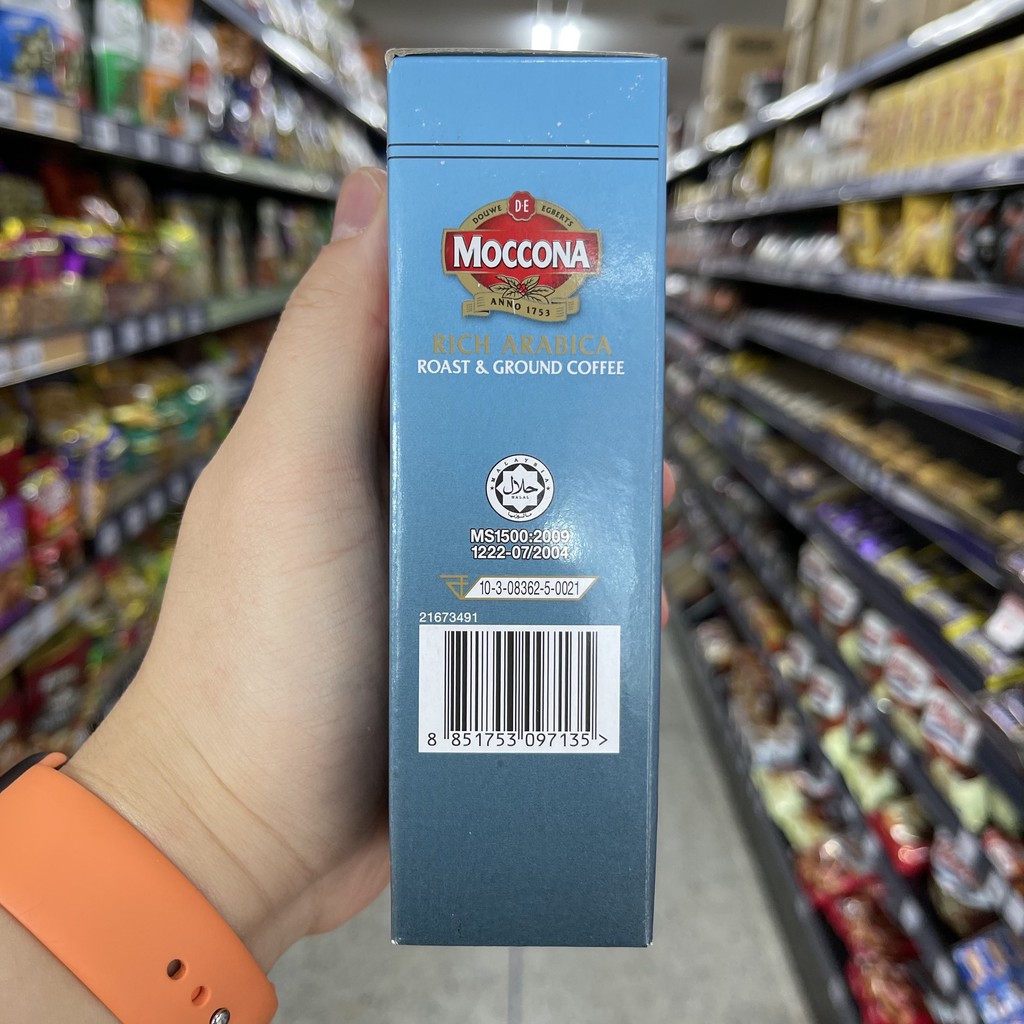 DOUWE D·E EGBERTS
MOCCONA
ANNO 1753
RICH ARABICA
ROAST & GROUND COFFEE
MALAYSIA
حلال
HALAL
ماليسيا
MS1500:2009
1222-07/2004
10-3-08362-5-0021
21673491
8 851753 097135 >